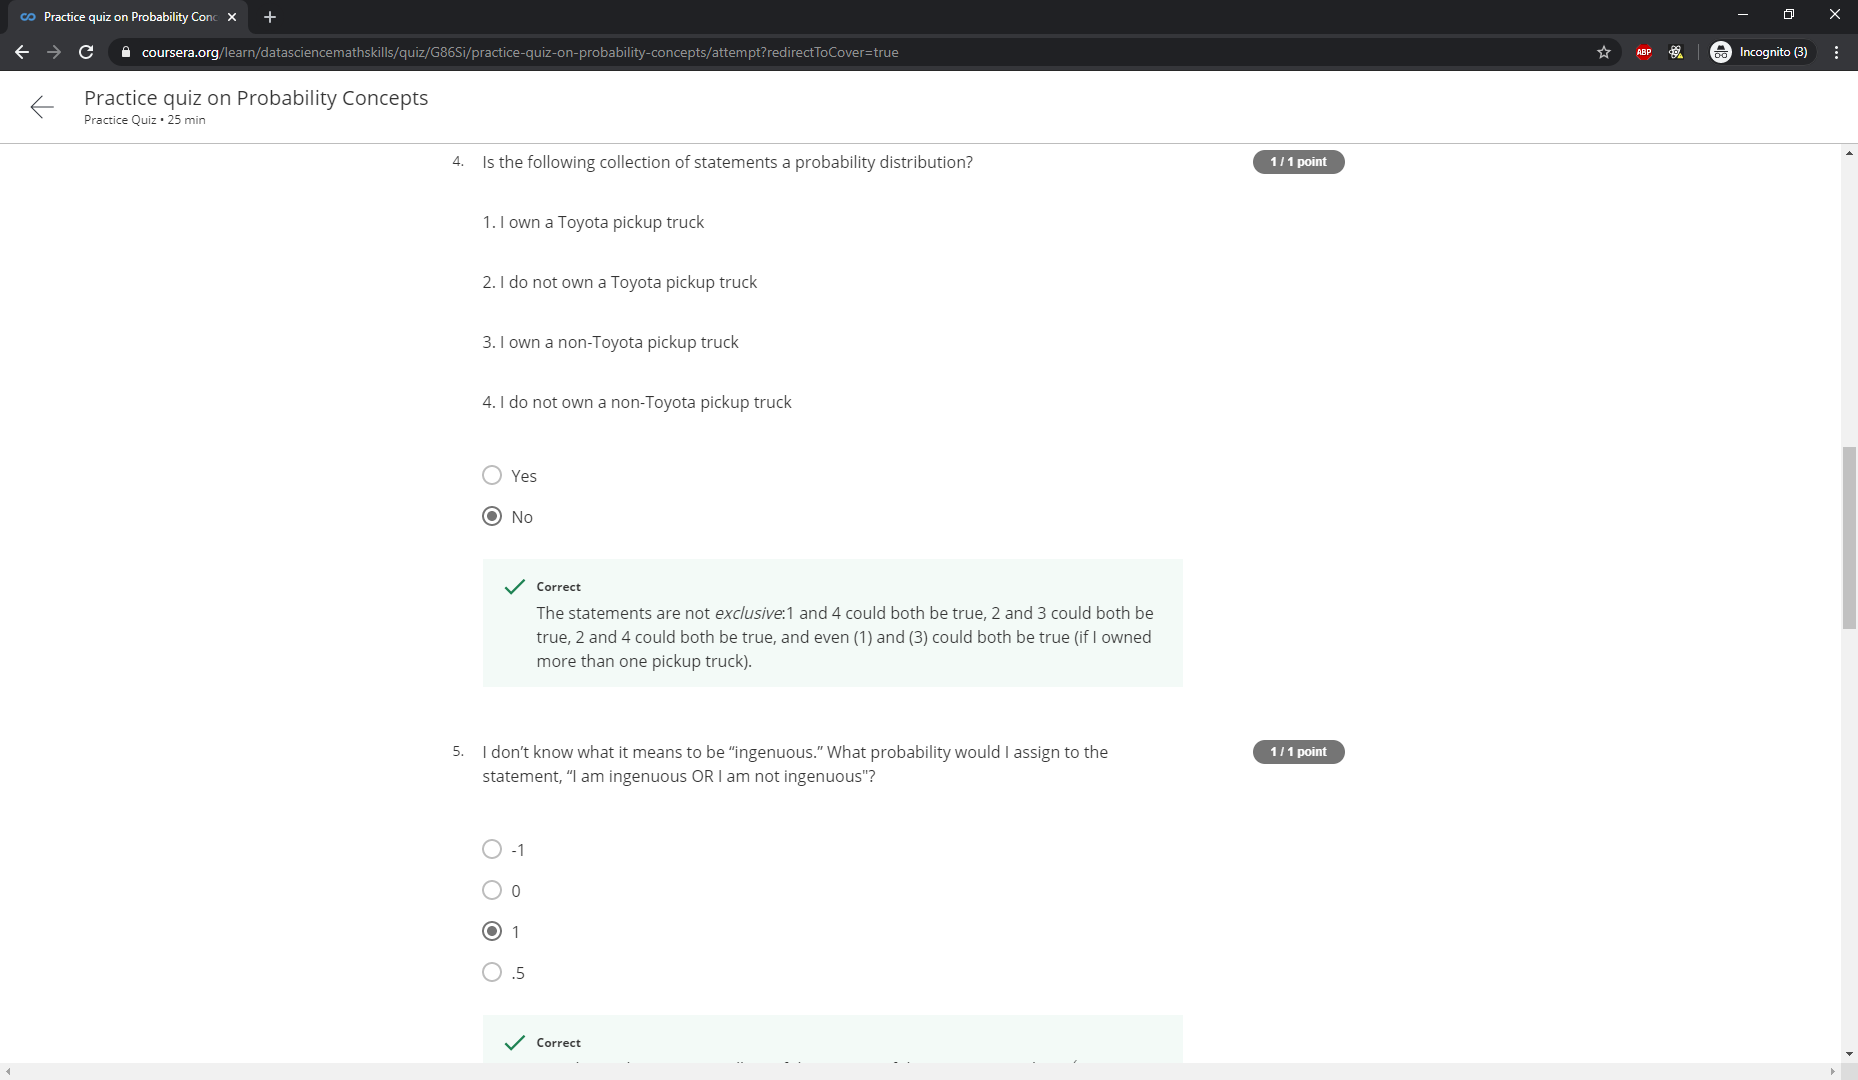 Practice quiz on Probability Conc
coursera.org/learn/datasciencemathskills/quiz/G86Si/practice-quiz-on-probability-concepts/attempt?redirectToCover=true
ABP
Incognito (3)
Practice quiz on Probability Concepts
Practice Quiz • 25 min
4. Is the following collection of statements a probability distribution?
1 / 1 point
1. I own a Toyota pickup truck
2. I do not own a Toyota pickup truck
3. I own a non-Toyota pickup truck
4. I do not own a non-Toyota pickup truck
Yes
No
Correct
The statements are not exclusive:1 and 4 could both be true, 2 and 3 could both be
true, 2 and 4 could both be true, and even (1) and (3) could both be true (if I owned
more than one pickup truck).
5. I don’t know what it means to be “ingenuous.” What probability would I assign to the
1 / 1 point
statement, “I am ingenuous OR I am not ingenuous"?
-1
0
1
.5
Correct